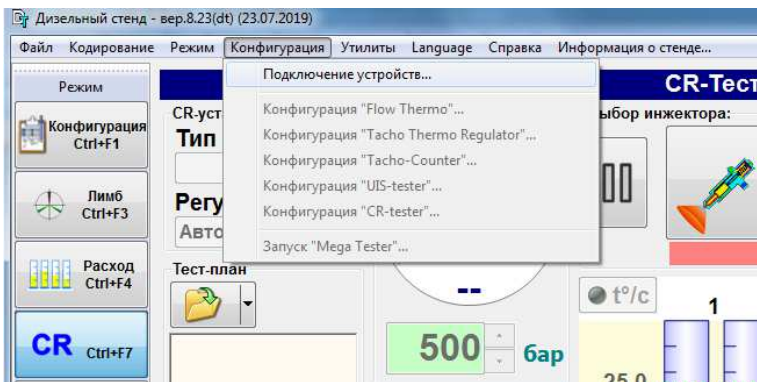 Дизельный стенд - вер.8.23(dt) (23.07.2019)
Файл Кодирование Режим Конфигурация Утилиты Language Справка Информация о стенде...
Режим
Конфигурация
Ctrl+F1
Лимб
Ctrl+F3
Расход
Ctrl+F4
CR Ctrl+F7
Подключение устройств...
Конфигурация "Flow Thermo"...
Конфигурация "Tacho Thermo Regulator"...
Конфигурация "Tacho-Counter"...
Конфигурация "UIS-tester"...
Конфигурация "CR-tester"...
Запуск "Mega Tester"...
CR-Тест
CR-уст
ыбор инжектора:
Тип
Регу
Авто
Тест-план
--
500 бар
t°/c
1
25.0